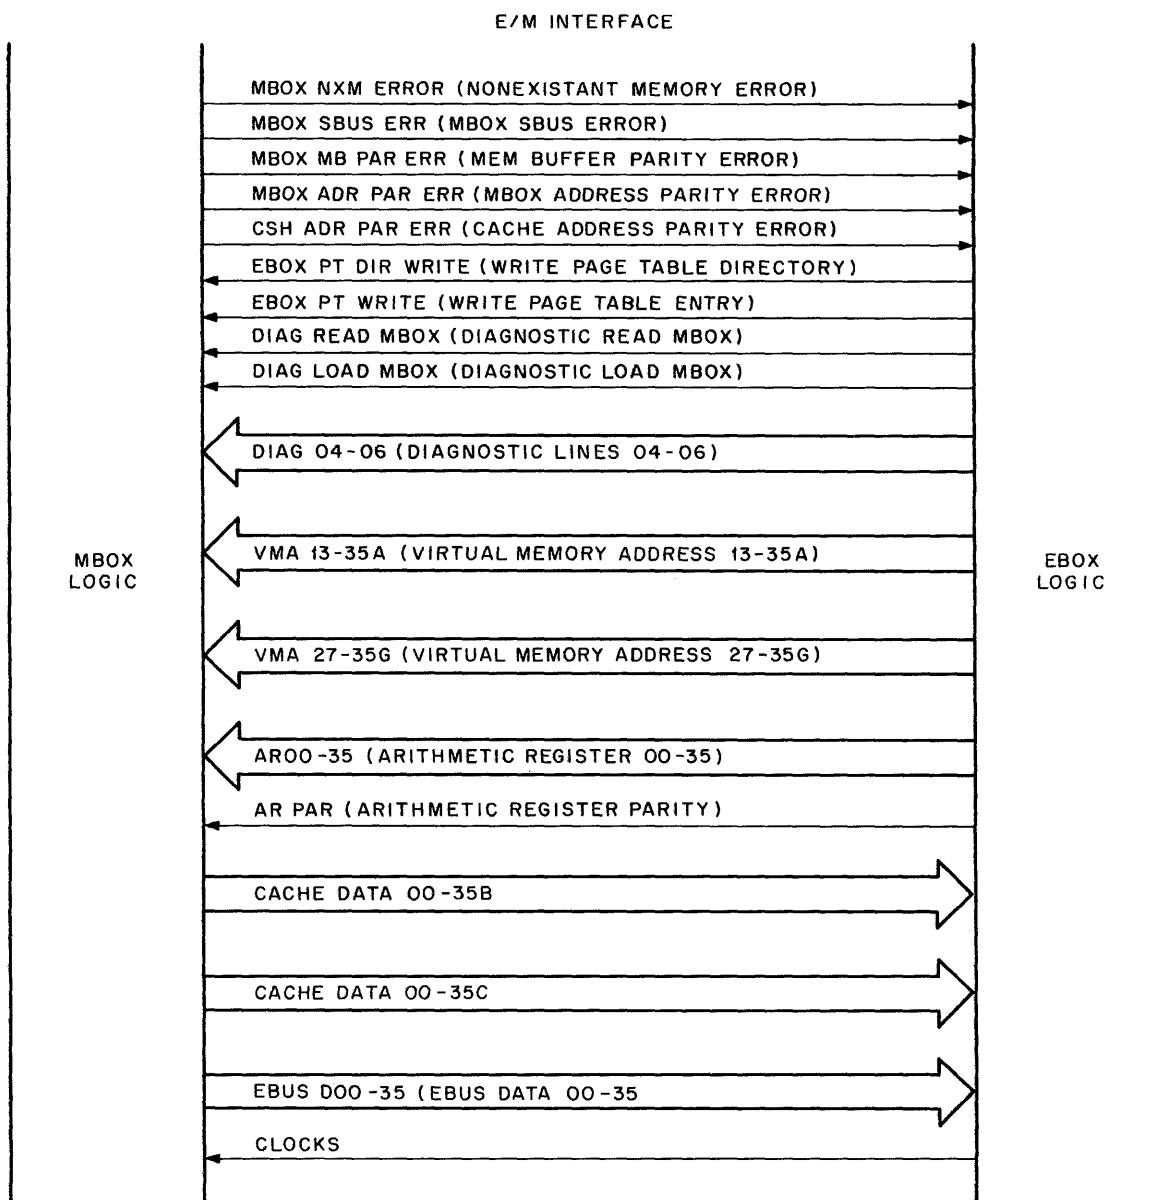 E/M INTERFACE
MBOX NXM ERROR (NONEXISTANT MEMORY ERROR)
MBOX SBUS ERR (MBOX SBUS ERROR)
MBOX MB PAR ERR (MEM BUFFER PARITY ERROR)
MBOX ADR PAR ERR (MBOX ADDRESS PARITY ERROR)
CSH ADR PAR ERR (CACHE ADDRESS PARITY ERROR)
EBOX PT DIR WRITE (WRITE PAGE TABLE DIRECTORY)
EBOX PT WRITE (WRITE PAGE TABLE ENTRY)
DIAG READ MBOX (DIAGNOSTIC READ MBOX)
DIAG LOAD MBOX (DIAGNOSTIC LOAD MBOX)
DIAG 04-06 (DIAGNOSTIC LINES 04-06)
VMA 13-35A (VIRTUAL MEMORY ADDRESS 13-35A)
MBOX
LOGIC
EBOX
LOGIC
VMA 27-35G (VIRTUAL MEMORY ADDRESS 27-35G)
AR00-35 (ARITHMETIC REGISTER 00-35)
AR PAR (ARITHMETIC REGISTER PARITY)
CACHE DATA 00-35B
CACHE DATA 00-35C
EBUS D00-35 (EBUS DATA 00-35
CLOCKS